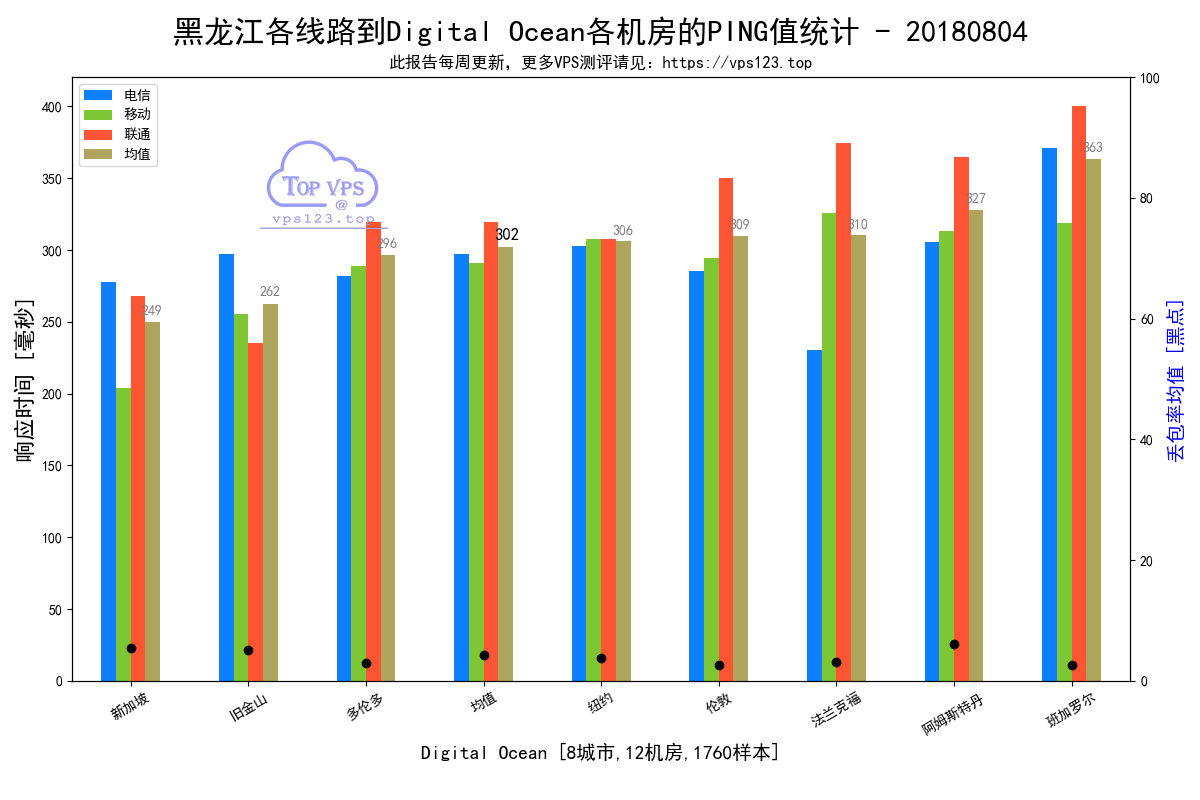 黑龙江各线路到Digital Ocean各机房的PING值统计 - 20180804
此报告每周更新，更多VPS测评请见：https://vps123.top
电信
移动
联通
均值
TOP VPS
@
vps123.top
响应时间 [毫秒]
400
350
300
250
200
150
100
50
0
249
262
296
302
306
309
310
327
363
100
80
60
40
20
0
丢包率均值 [黑点]
新加坡
旧金山
多伦多
均值
纽约
伦敦
法兰克福
阿姆斯特丹
班加罗尔
Digital Ocean [8城市,12机房,1760样本]